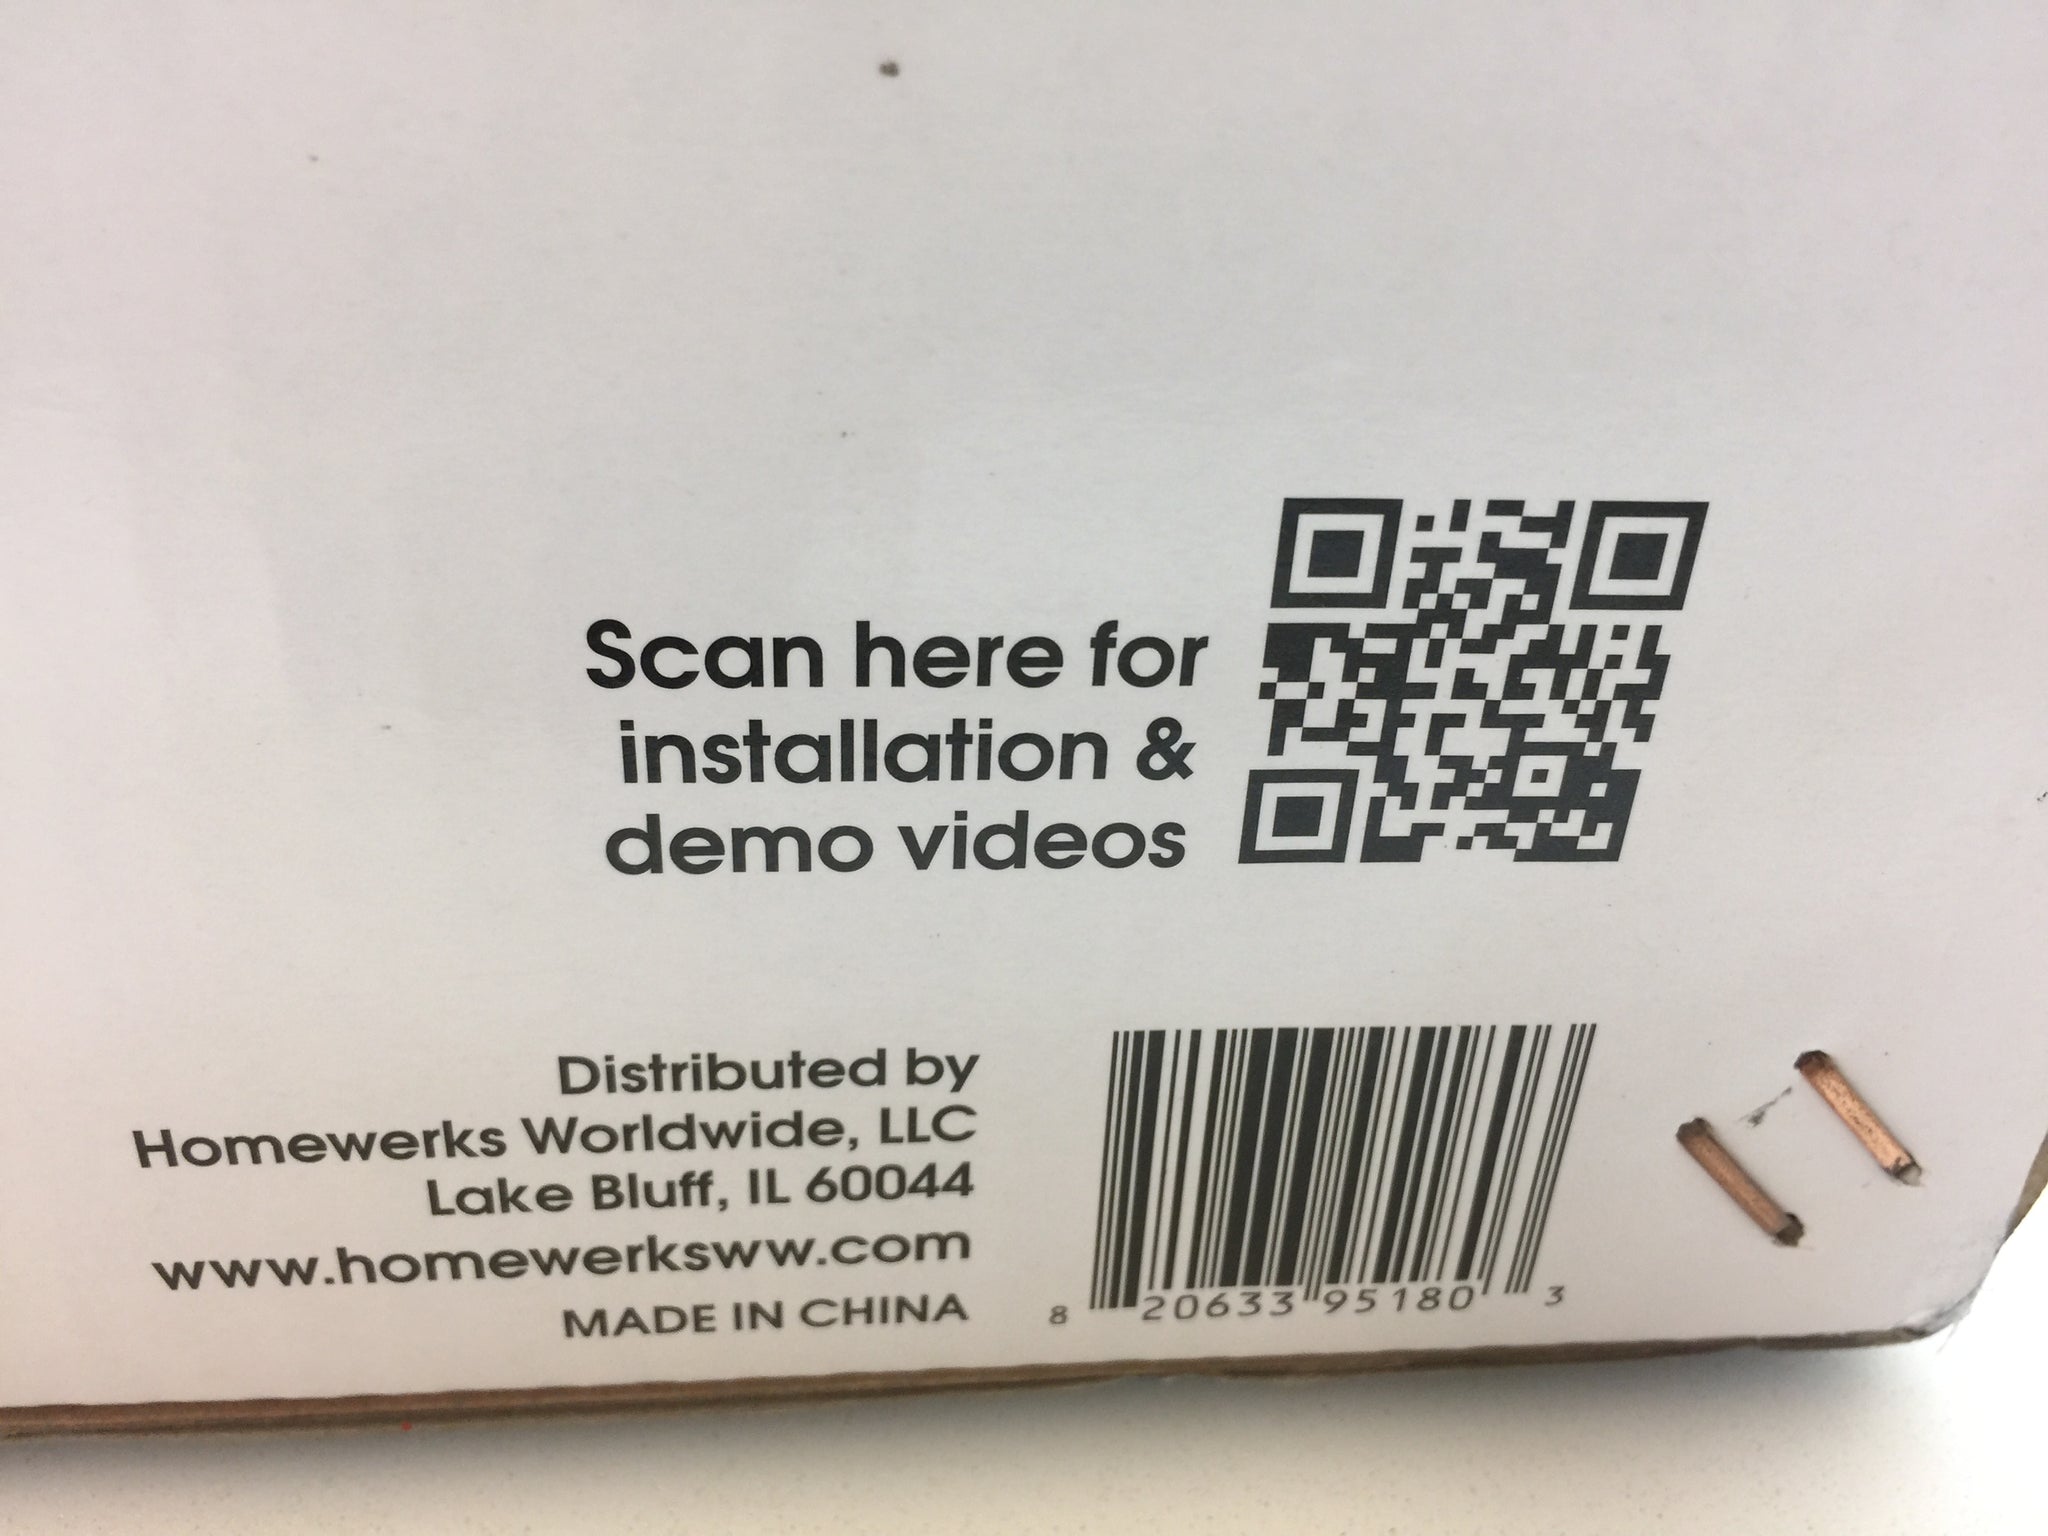 Scan here for
installation &
demo videos
Distributed by
Homewerks Worldwide, LLC
Lake Bluff, IL 60044
www.homewerksww.com
MADE IN CHINA
8 20633 95180 3